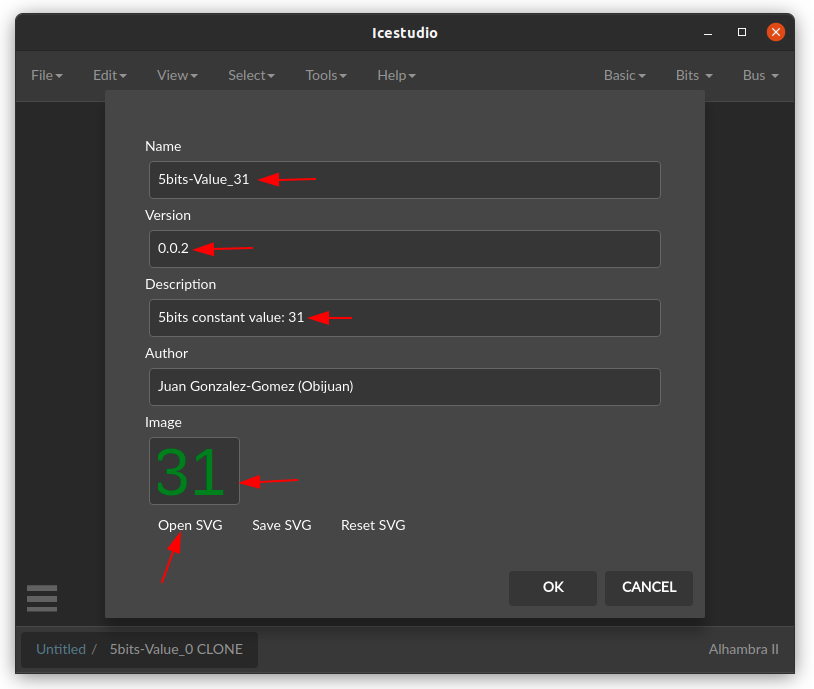 Icestudio
File Edit View Select Tools Help Basic Bits Bus
Name
5bits-Value_31
Version
0.0.2
Description
5bits constant value: 31
Author
Juan Gonzalez-Gomez (Obijuan)
Image
31
Open SVG Save SVG Reset SVG
OK CANCEL
Untitled / 5bits-Value_0 CLONE Alhambra II